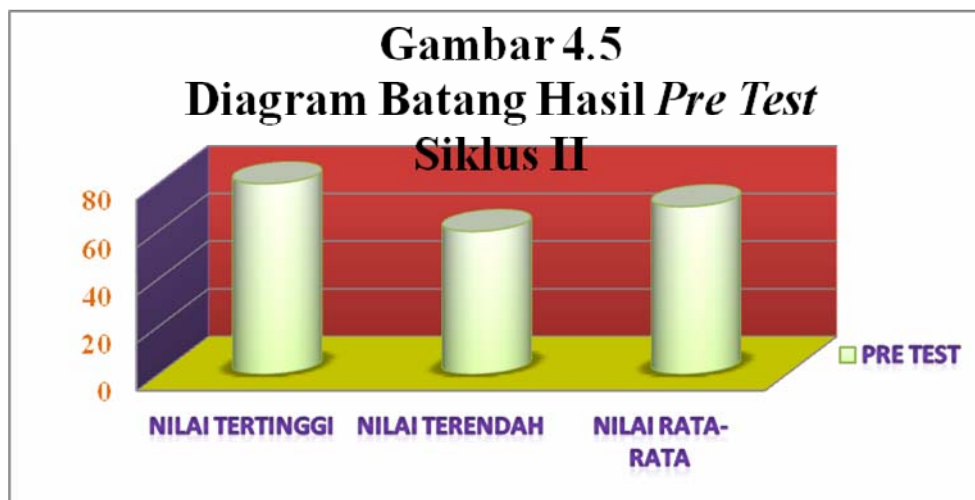 Gambar 4.5
Diagram Batang Hasil Pre Test
Siklus II
80
60
40
20
0
NILAI TERTINGGI
NILAI TERENDAH
NILAI RATA-
RATA
PRE TEST